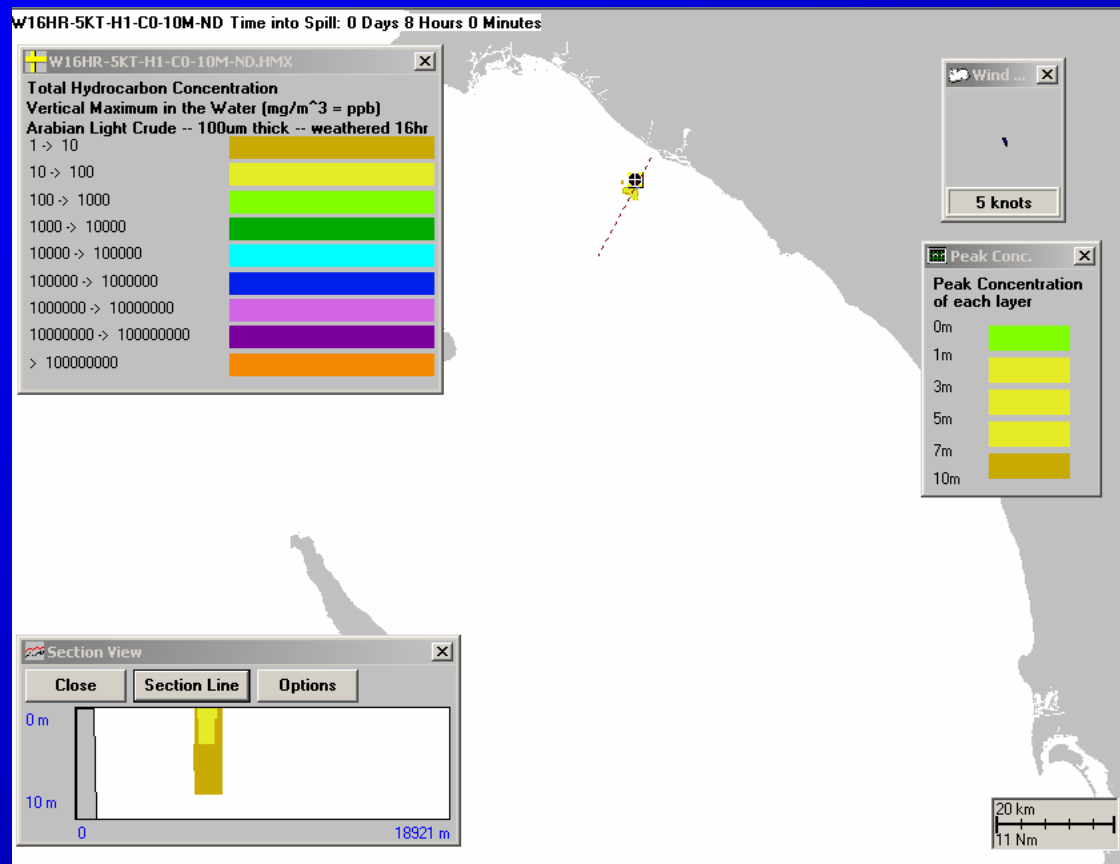 W16HR-5KT-H1-C0-10M-ND Time into Spill: 0 Days 8 Hours 0 Minutes
W16HR-5KT-H1-C0-10M-ND.HMX
Total Hydrocarbon Concentration
Vertical Maximum in the Water (mg/m^3 = ppb)
Arabian Light Crude -- 100um thick -- weathered 16hr
1 -> 10
10 -> 100
100 -> 1000
1000 -> 10000
10000 -> 100000
100000 -> 1000000
1000000 -> 10000000
10000000 -> 100000000
> 100000000
Wind ...
5 knots
Peak Conc.
Peak Concentration
of each layer
0m
1m
3m
5m
7m
10m
Section View
Close Section Line Options
0 m
10 m
0 18921 m
20 km
11 Nm